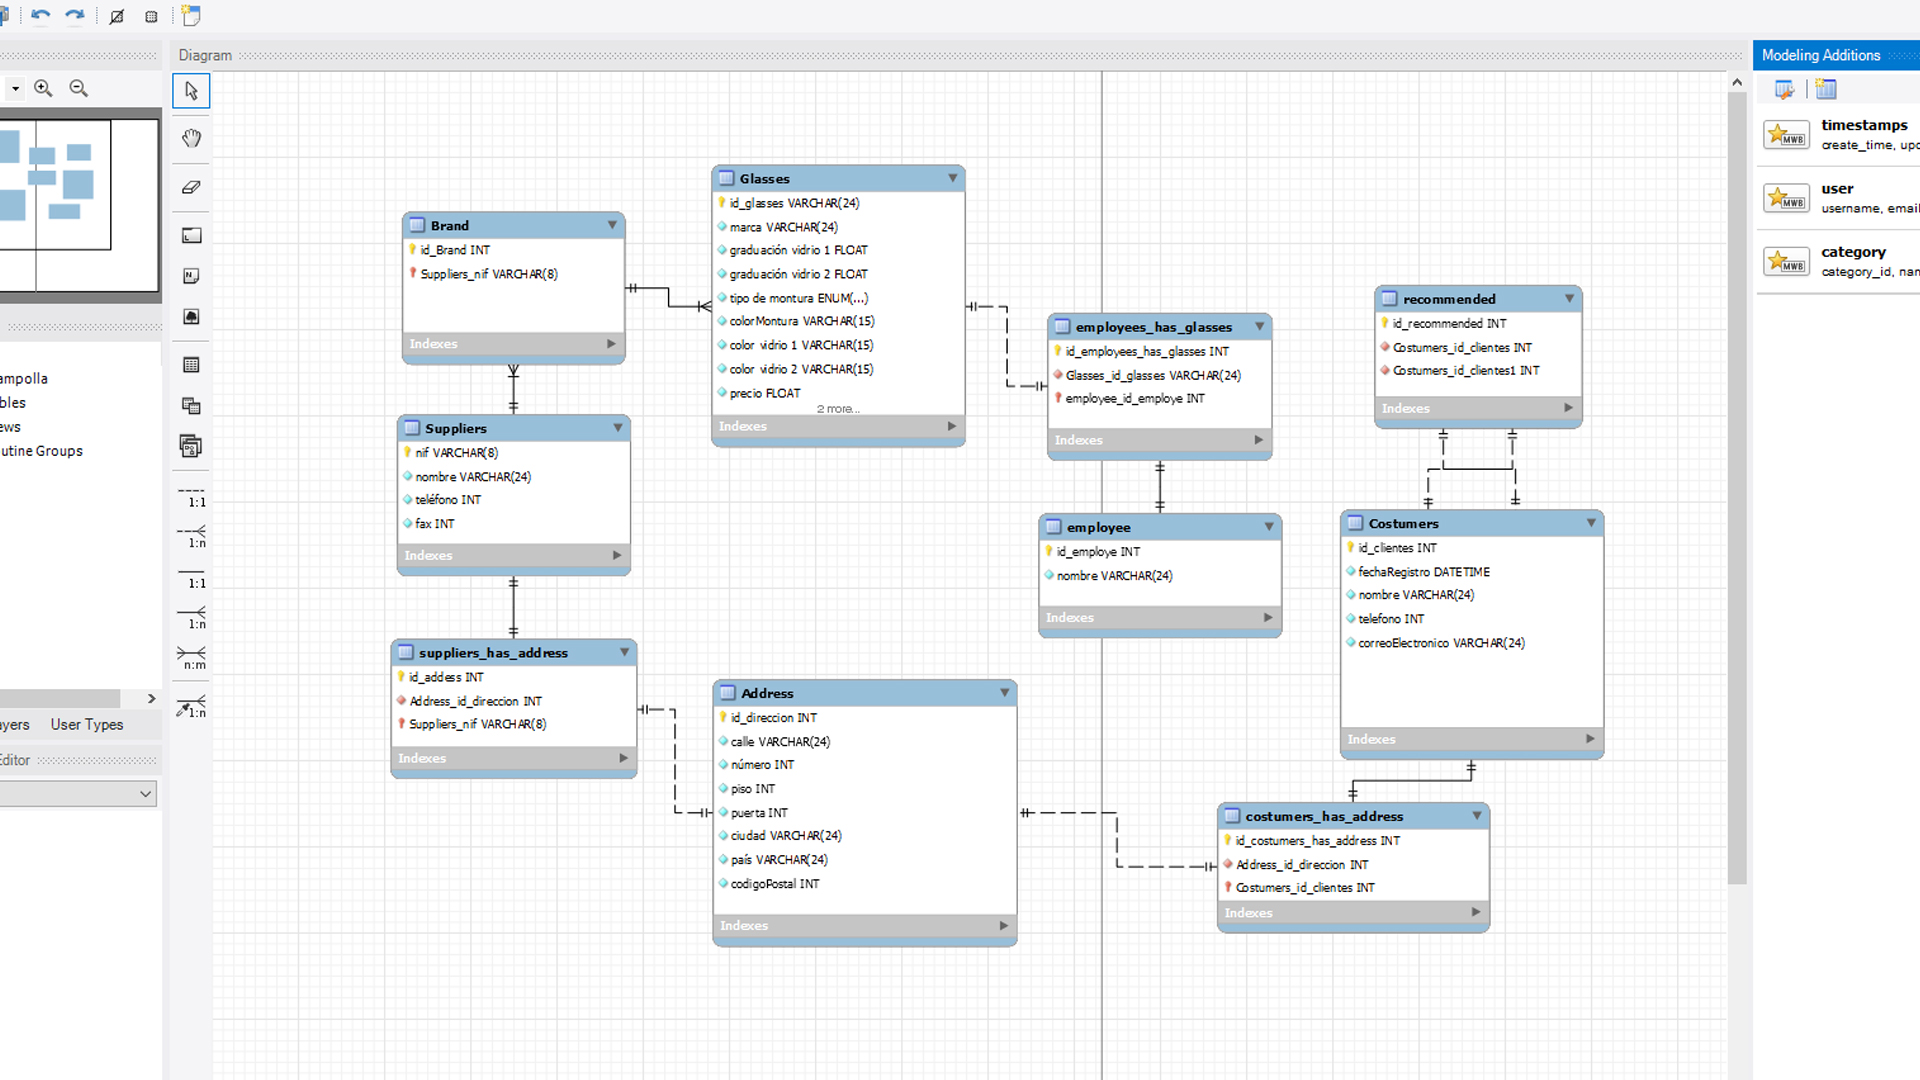 Diagram
Modeling Additions
timestamps
create_time, upd
user
username, email
category
category_id, nam
ampolla
bles
ews
utine Groups
ayers
User Types
Editor
1:1
1:n
1:1
1:n
n:m
1:n
Brand
id_Brand INT
Suppliers_nif VARCHAR(8)
Indexes
Glasses
id_glasses VARCHAR(24)
marca VARCHAR(24)
graduación vidrio 1 FLOAT
graduación vidrio 2 FLOAT
tipo de montura ENUM(...)
colorMontura VARCHAR(15)
color vidrio 1 VARCHAR(15)
color vidrio 2 VARCHAR(15)
precio FLOAT
2 more...
Indexes
employees_has_glasses
id_employees_has_glasses INT
Glasses_id_glasses VARCHAR(24)
employee_id_employe INT
Indexes
recommended
id_recommended INT
Costumers_id_clientes INT
Costumers_id_clientes1 INT
Indexes
Suppliers
nif VARCHAR(8)
nombre VARCHAR(24)
teléfono INT
fax INT
Indexes
employee
id_employe INT
nombre VARCHAR(24)
Indexes
Costumers
id_clientes INT
fechaRegistro DATETIME
nombre VARCHAR(24)
telefono INT
correoElectronico VARCHAR(24)
Indexes
suppliers_has_address
id_addess INT
Address_id_direccion INT
Suppliers_nif VARCHAR(8)
Indexes
Address
id_direccion INT
calle VARCHAR(24)
número INT
piso INT
puerta INT
ciudad VARCHAR(24)
país VARCHAR(24)
codigoPostal INT
Indexes
costumers_has_address
id_costumers_has_address INT
Address_id_direccion INT
Costumers_id_clientes INT
Indexes